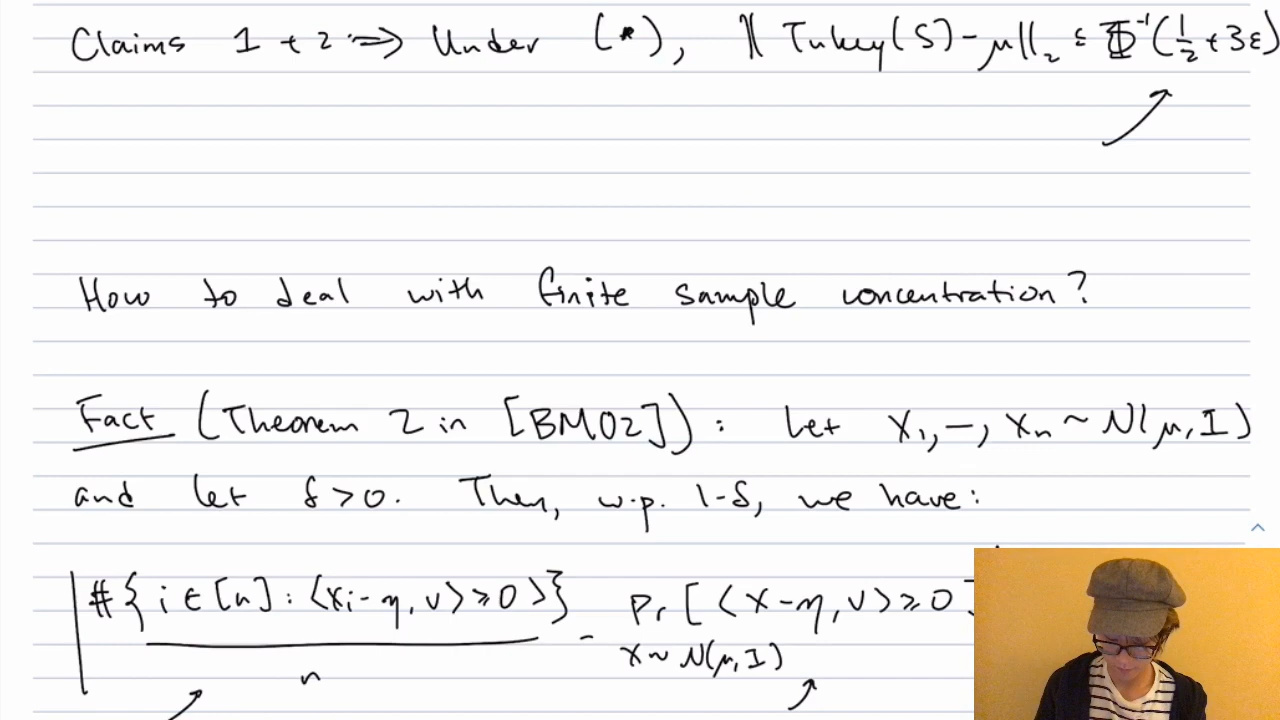 Claims 1 + 2 ⇒ Under (*), ‖Tukey(S) - μ‖₂ ≤ Φ⁻¹(1/2 + 3ε)
How to deal with finite sample concentration?
Fact (Theorem 2 in [BM02]): Let X₁, –, Xₙ ~ N(μ, I)
and let δ > 0. Then, w.p. 1-δ, we have:
| #{i ∈ [n] : ⟨Xᵢ - η, v⟩ ≥ 0}/n - Pr_{X ~ N(μ, I)} [⟨X - η, v⟩ ≥ 0]